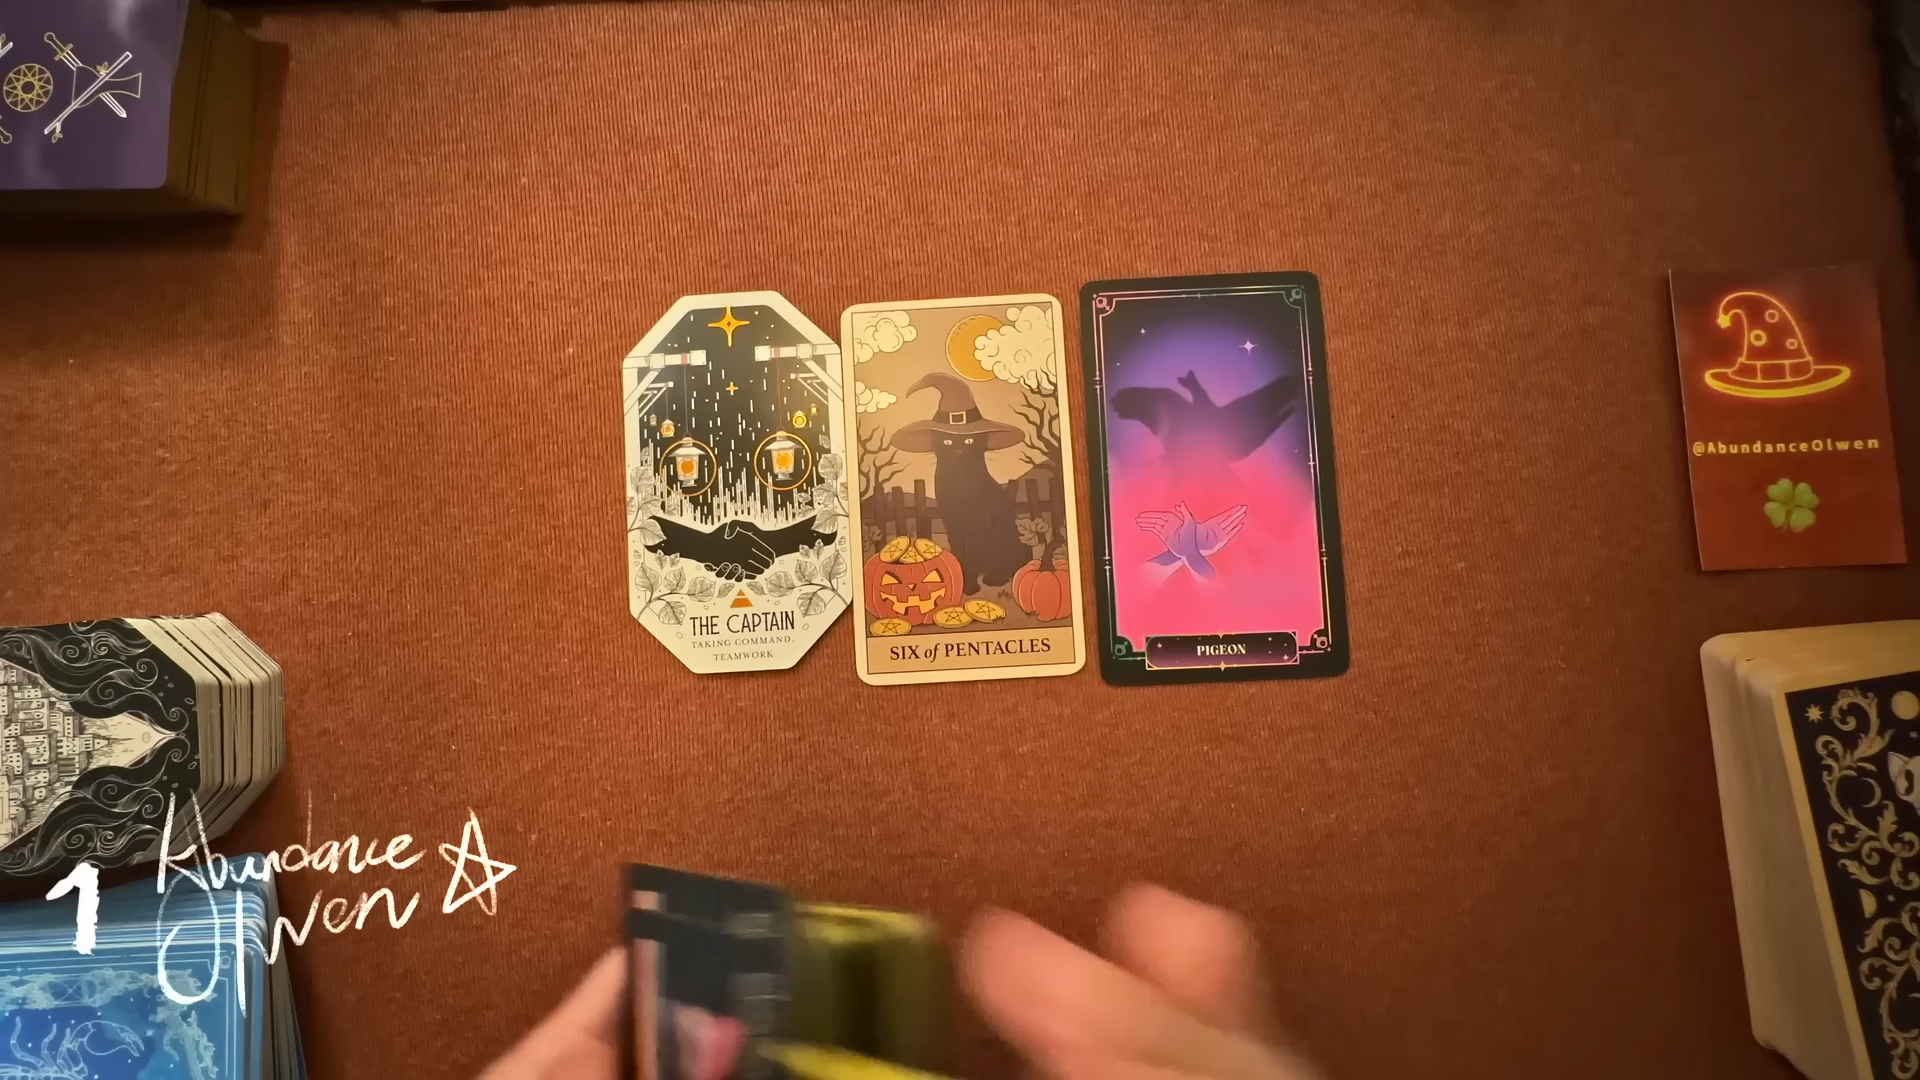 THE CAPTAIN
TAKING COMMAND,
TEAMWORK
SIX of PENTACLES
PIGEON
@AbundanceOlwen
1
Abundance
Olwen